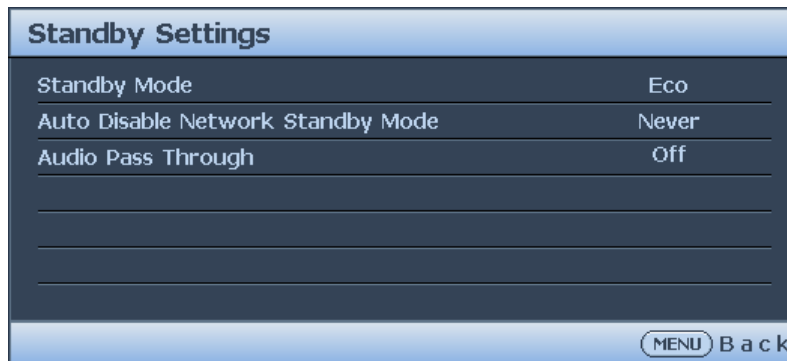 Standby Settings
Standby Mode Eco
Auto Disable Network Standby Mode Never
Audio Pass Through Off
MENU Back